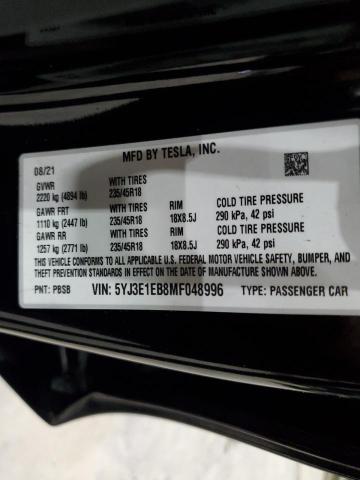 MFD BY TESLA, INC.
08/21
GVWR WITH TIRES
2220 kg (4894 lb) 235/45R18
GAWR FRT WITH TIRES RIM COLD TIRE PRESSURE
1110 kg (2447 lb) 235/45R18 18X8.5J 290 kPa, 42 psi
GAWR RR WITH TIRES RIM COLD TIRE PRESSURE
1257 kg (2771 lb) 235/45R18 18X8.5J 290 kPa, 42 psi
THIS VEHICLE CONFORMS TO ALL APPLICABLE U.S. FEDERAL MOTOR VEHICLE SAFETY, BUMPER, AND
THEFT PREVENTION STANDARDS IN EFFECT ON THE DATE OF MANUFACTURE SHOWN ABOVE.
PNT: PBSB VIN: 5YJ3E1EB8MF048996 TYPE: PASSENGER CAR